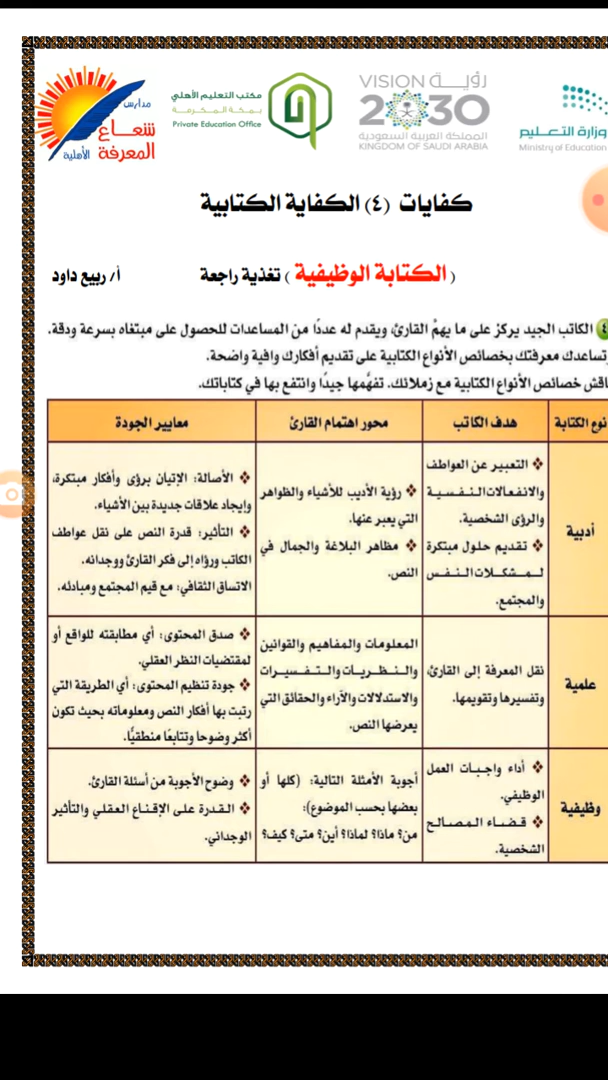 مدارس
شعاع
المعرفة الأهلية
مكتب التعليم الأهلي
بمكة المكرمة
Private Education Office
VISION رؤية
2030
المملكة العربية السعودية
KINGDOM OF SAUDI ARABIA
وزارة التعليم
Ministry of Education
كفايات (٤) الكفاية الكتابية
( الكتابة الوظيفية ) تغذية راجعة
أ/ ربيع داود
٤ الكاتب الجيد يركز على ما يهمّ القارئ، ويقدم له عددًا من المساعدات للحصول على مبتغاه بسرعة ودقة.
تساعدك معرفتك بخصائص الأنواع الكتابية على تقديم أفكارك وافية واضحة.
ناقش خصائص الأنواع الكتابية مع زملائك. تفهّمها جيدًا وانتفع بها في كتاباتك.
نوع الكتابة
هدف الكاتب
محور اهتمام القارئ
معايير الجودة
أدبية
❖ التعبير عن العواطف
والانفعالات النفسية
والرؤى الشخصية.
❖ تقديم حلول مبتكرة
لمشكلات النفس
والمجتمع.
❖ رؤية الأديب للأشياء والظواهر
التي يعبر عنها.
❖ مظاهر البلاغة والجمال في
النص.
❖ الأصالة: الإتيان برؤى وأفكار مبتكرة،
وإيجاد علاقات جديدة بين الأشياء.
❖ التأثير: قدرة النص على نقل عواطف
الكاتب ورؤاه إلى فكر القارئ ووجدانه.
الاتساق الثقافي: مع قيم المجتمع ومبادئه.
علمية
نقل المعرفة إلى القارئ،
وتفسيرها وتقويمها.
المعلومات والمفاهيم والقوانين
والنظريات والتفسيرات
والاستدلالات والآراء والحقائق التي
يعرضها النص.
❖ صدق المحتوى: أي مطابقته للواقع أو
لمقتضيات النظر العقلي.
❖ جودة تنظيم المحتوى: أي الطريقة التي
رتبت بها أفكار النص ومعلوماته بحيث تكون
أكثر وضوحا وتتابعًا منطقيًّا.
وظيفية
❖ أداء واجبات العمل
الوظيفي.
❖ قضاء المصالح
الشخصية.
أجوبة الأمثلة التالية: (كلها أو
بعضها بحسب الموضوع):
من؟ ماذا؟ لماذا؟ أين؟ متى؟ كيف؟
❖ وضوح الأجوبة من أسئلة القارئ.
❖ القدرة على الإقناع العقلي والتأثير
الوجداني.